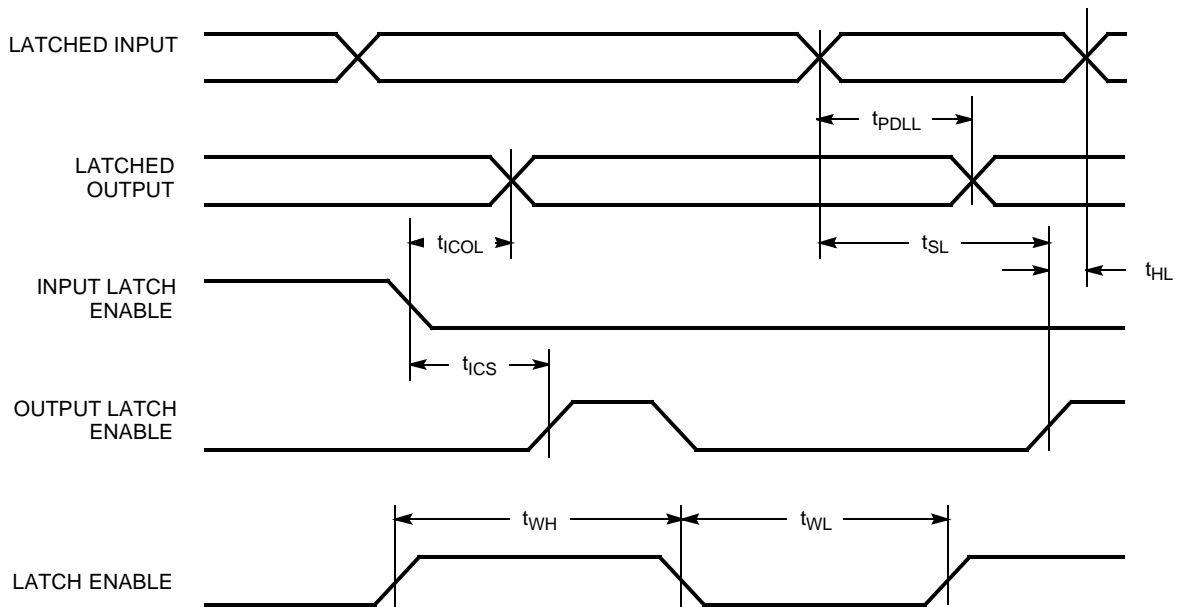 LATCHED INPUT
tPDLL
LATCHED
OUTPUT
tICOL
tSL
tHL
INPUT LATCH
ENABLE
tICS
OUTPUT LATCH
ENABLE
tWH
tWL
LATCH ENABLE